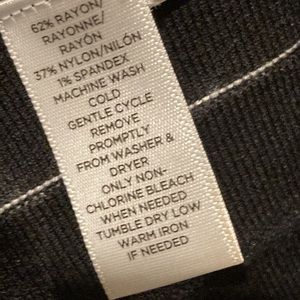 62% RAYON/
RAYONNE/
RAYÓN
37% NYLON/NILÓN
1% SPANDEX
MACHINE WASH
COLD
GENTLE CYCLE
REMOVE
PROMPTLY
FROM WASHER &
DRYER
ONLY NON-
CHLORINE BLEACH
WHEN NEEDED
TUMBLE DRY LOW
WARM IRON
IF NEEDED